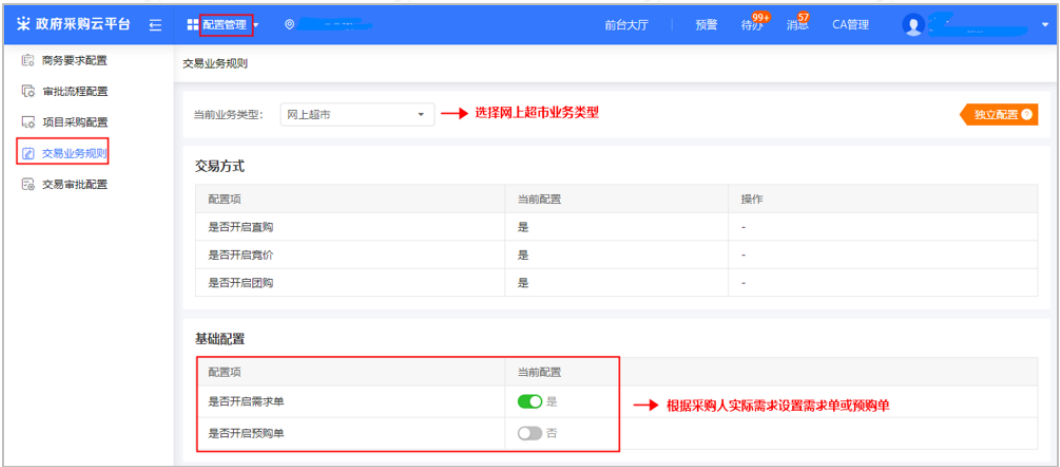 政府采购云平台 配置管理 前台大厅 预警 待办 99+ 消息 57 CA管理
商务要求配置
审批流程配置
项目采购配置
交易业务规则
交易审批配置
交易业务规则
当前业务类型： 网上超市 选择网上超市业务类型 独立配置
交易方式
配置项 当前配置 操作
是否开启直购 是 -
是否开启竞价 是 -
是否开启团购 是 -
基础配置
配置项 当前配置
是否开启需求单 是
是否开启预购单 否
根据采购人实际需求设置需求单或预购单